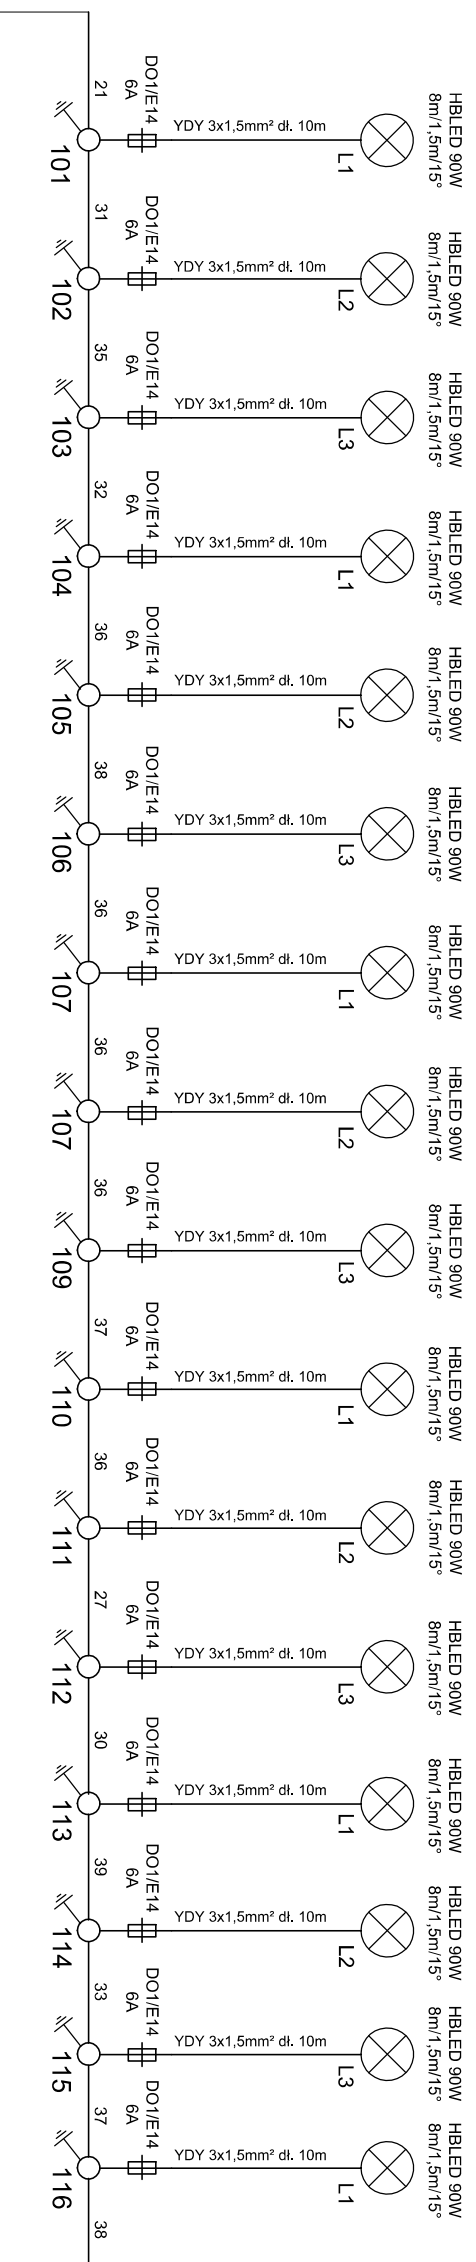 HBLED 90W
8m/1,5m/15°
L1
YDY 3x1,5mm² dł. 10m
DO1/E14
6A
21
101
HBLED 90W
8m/1,5m/15°
L2
YDY 3x1,5mm² dł. 10m
DO1/E14
6A
31
102
HBLED 90W
8m/1,5m/15°
L3
YDY 3x1,5mm² dł. 10m
DO1/E14
6A
35
103
HBLED 90W
8m/1,5m/15°
L1
YDY 3x1,5mm² dł. 10m
DO1/E14
6A
32
104
HBLED 90W
8m/1,5m/15°
L2
YDY 3x1,5mm² dł. 10m
DO1/E14
6A
36
105
HBLED 90W
8m/1,5m/15°
L3
YDY 3x1,5mm² dł. 10m
DO1/E14
6A
38
106
HBLED 90W
8m/1,5m/15°
L1
YDY 3x1,5mm² dł. 10m
DO1/E14
6A
36
107
HBLED 90W
8m/1,5m/15°
L2
YDY 3x1,5mm² dł. 10m
DO1/E14
6A
36
107
HBLED 90W
8m/1,5m/15°
L3
YDY 3x1,5mm² dł. 10m
DO1/E14
6A
36
109
HBLED 90W
8m/1,5m/15°
L1
YDY 3x1,5mm² dł. 10m
DO1/E14
6A
37
110
HBLED 90W
8m/1,5m/15°
L2
YDY 3x1,5mm² dł. 10m
DO1/E14
6A
36
111
HBLED 90W
8m/1,5m/15°
L3
YDY 3x1,5mm² dł. 10m
DO1/E14
6A
27
112
HBLED 90W
8m/1,5m/15°
L1
YDY 3x1,5mm² dł. 10m
DO1/E14
6A
30
113
HBLED 90W
8m/1,5m/15°
L2
YDY 3x1,5mm² dł. 10m
DO1/E14
6A
39
114
HBLED 90W
8m/1,5m/15°
L3
YDY 3x1,5mm² dł. 10m
DO1/E14
6A
33
115
HBLED 90W
8m/1,5m/15°
L1
YDY 3x1,5mm² dł. 10m
DO1/E14
6A
37
116
38